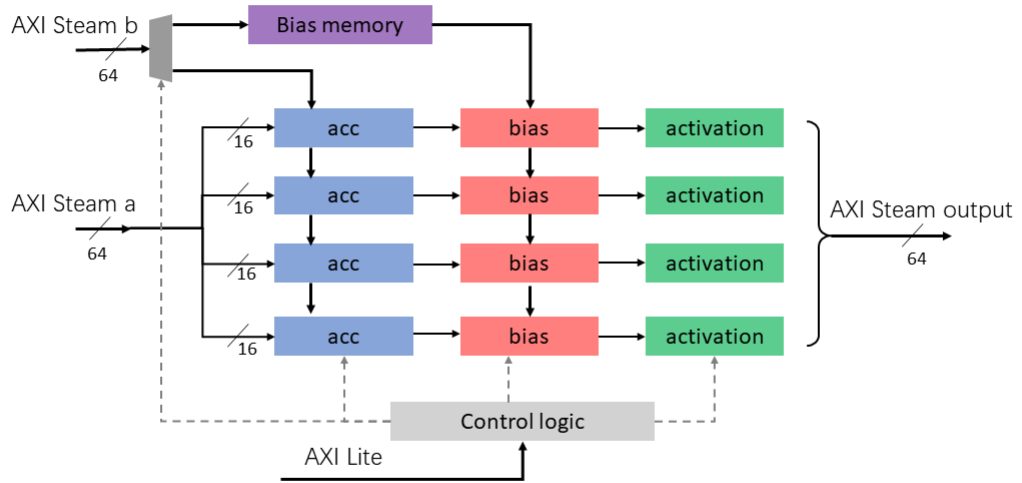 AXI Steam b
64
Bias memory
16
acc
bias
activation
AXI Steam a
64
16
acc
bias
activation
AXI Steam output
64
16
acc
bias
activation
16
acc
bias
activation
Control logic
AXI Lite